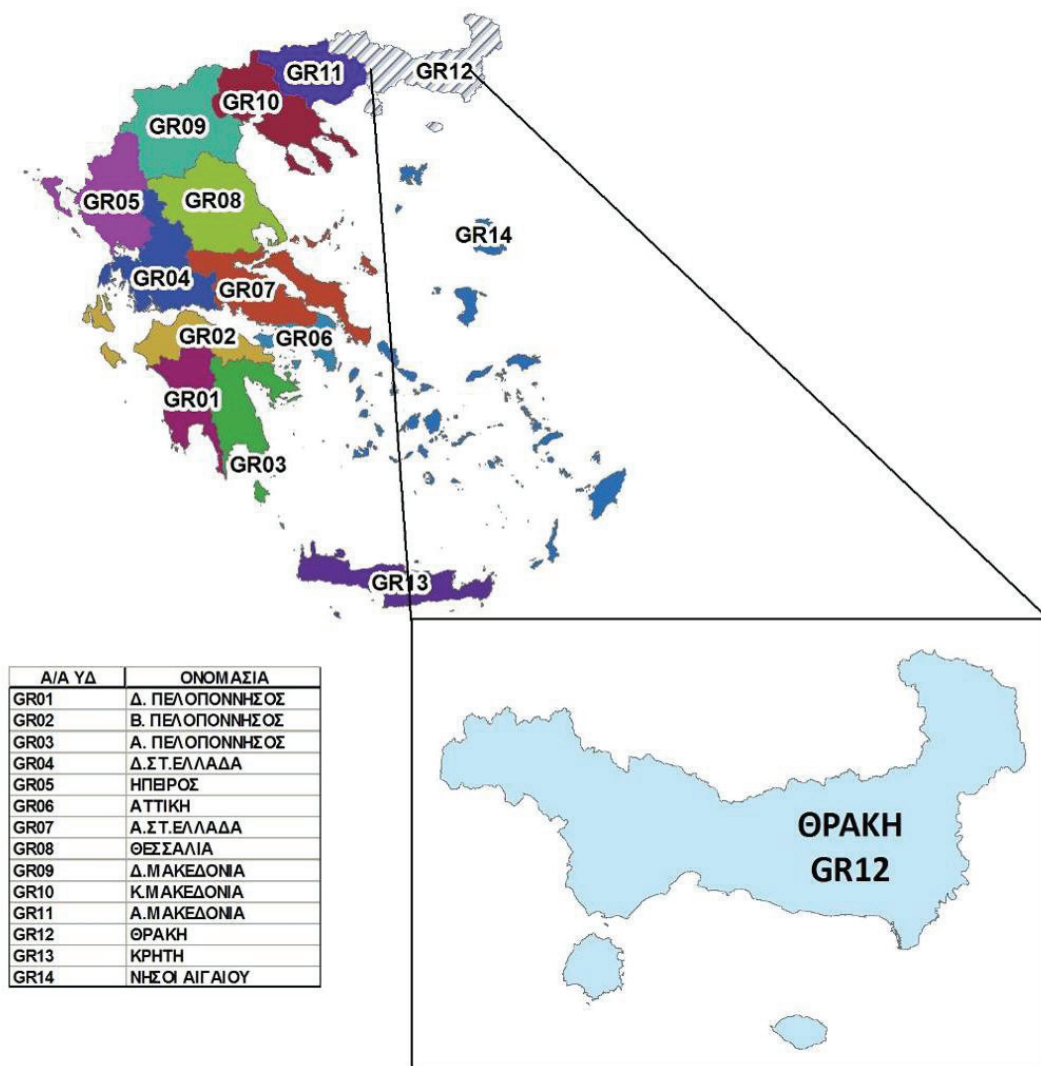 GR11
GR12
GR10
GR09
GR05
GR08
GR14
GR04
GR07
GR02
GR06
GR01
GR03
GR13
Α/Α ΥΔ ΟΝΟΜΑΣΙΑ
GR01 Δ. ΠΕΛΟΠΟΝΝΗΣΟΣ
GR02 Β. ΠΕΛΟΠΟΝΝΗΣΟΣ
GR03 Α. ΠΕΛΟΠΟΝΝΗΣΟΣ
GR04 Δ.ΣΤ.ΕΛΛΑΔΑ
GR05 ΗΠΕΙΡΟΣ
GR06 ΑΤΤΙΚΗ
GR07 Α.ΣΤ.ΕΛΛΑΔΑ
GR08 ΘΕΣΣΑΛΙΑ
GR09 Δ.ΜΑΚΕΔΟΝΙΑ
GR10 Κ.ΜΑΚΕΔΟΝΙΑ
GR11 Α.ΜΑΚΕΔΟΝΙΑ
GR12 ΘΡΑΚΗ
GR13 ΚΡΗΤΗ
GR14 ΝΗΣΟΙ ΑΙΓΑΙΟΥ
ΘΡΑΚΗ
GR12